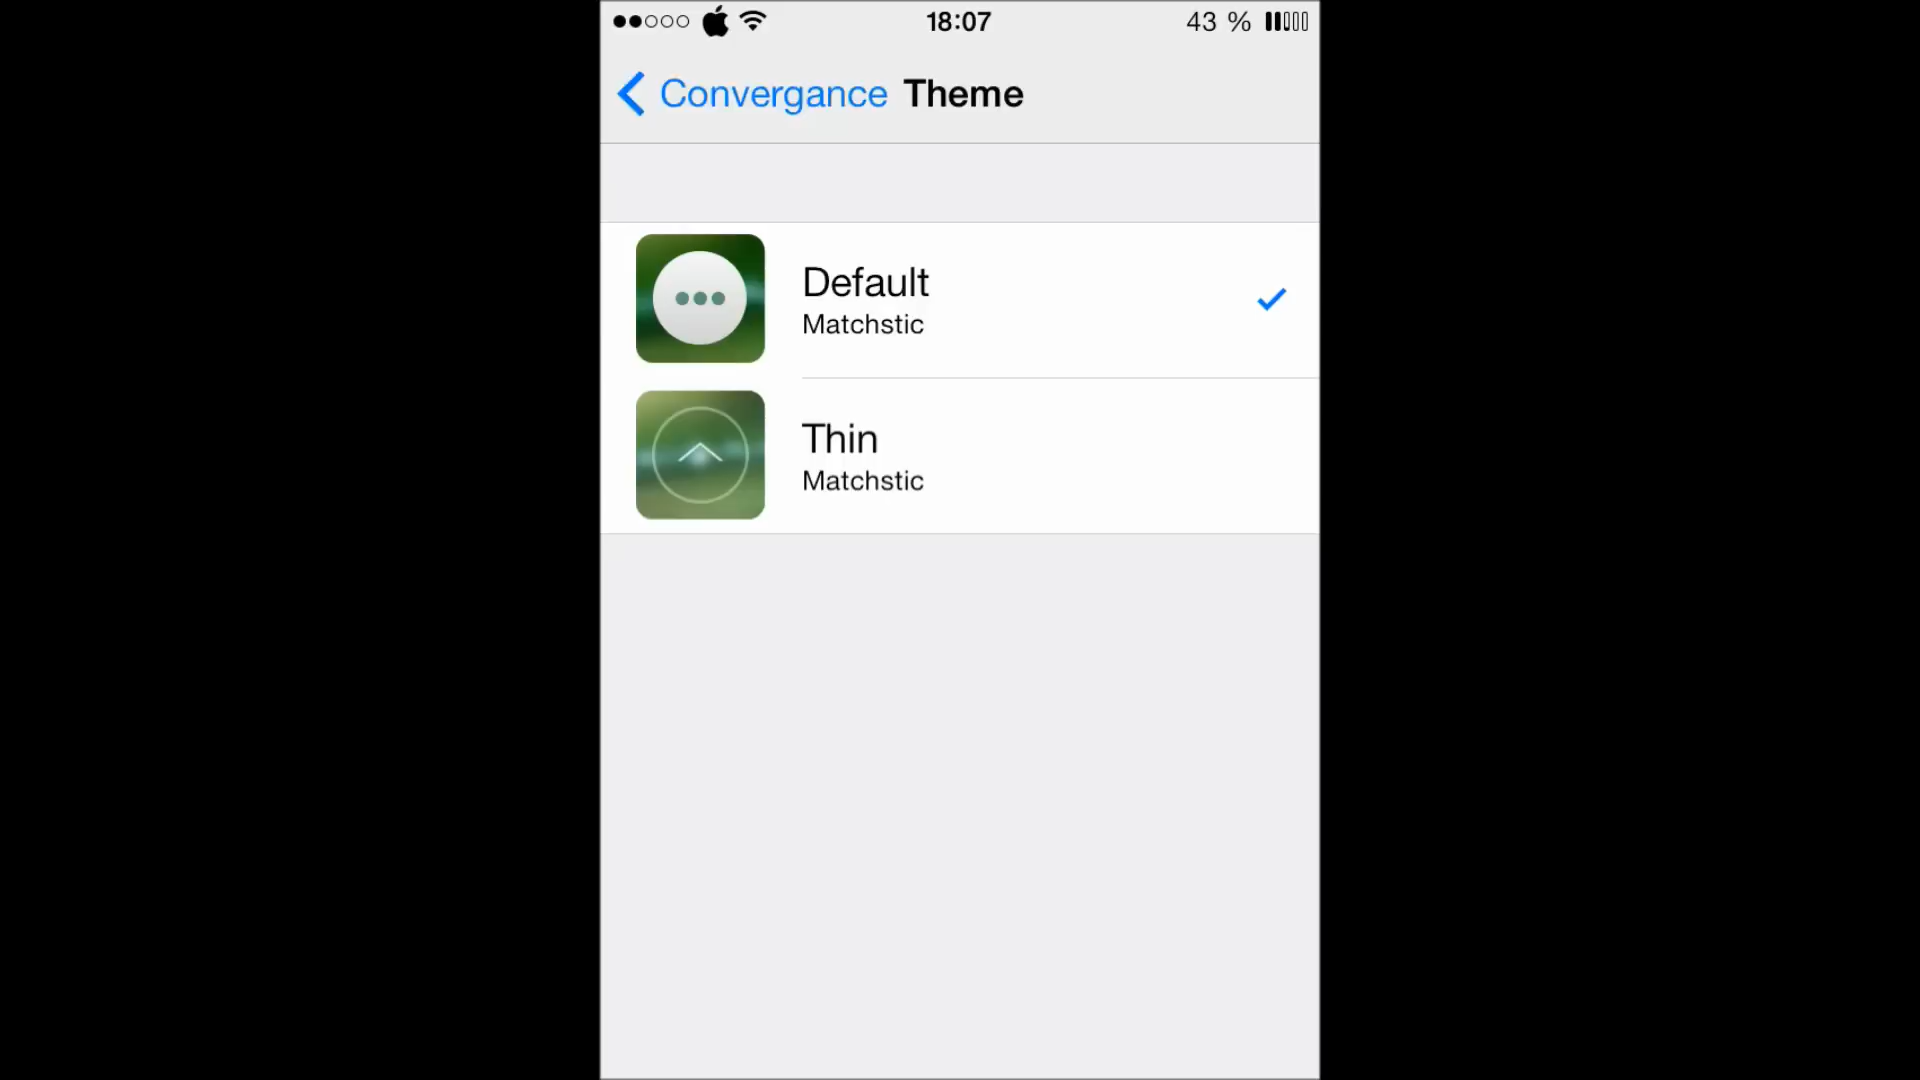 18:07
43 %
Convergance Theme
Default
Matchstic
Thin
Matchstic